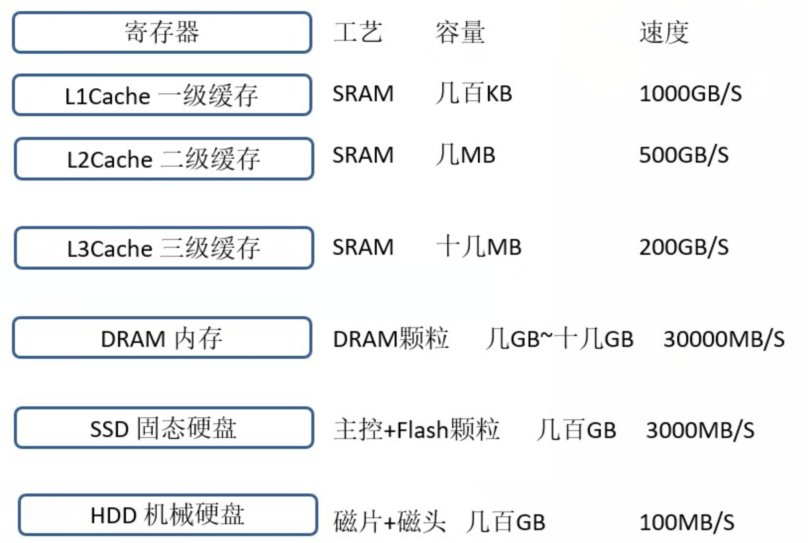 寄存器 工艺 容量 速度
L1Cache 一级缓存 SRAM 几百KB 1000GB/S
L2Cache 二级缓存 SRAM 几MB 500GB/S
L3Cache 三级缓存 SRAM 十几MB 200GB/S
DRAM 内存 DRAM颗粒 几GB~十几GB 30000MB/S
SSD 固态硬盘 主控+Flash颗粒 几百GB 3000MB/S
HDD 机械硬盘 磁片+磁头 几百GB 100MB/S